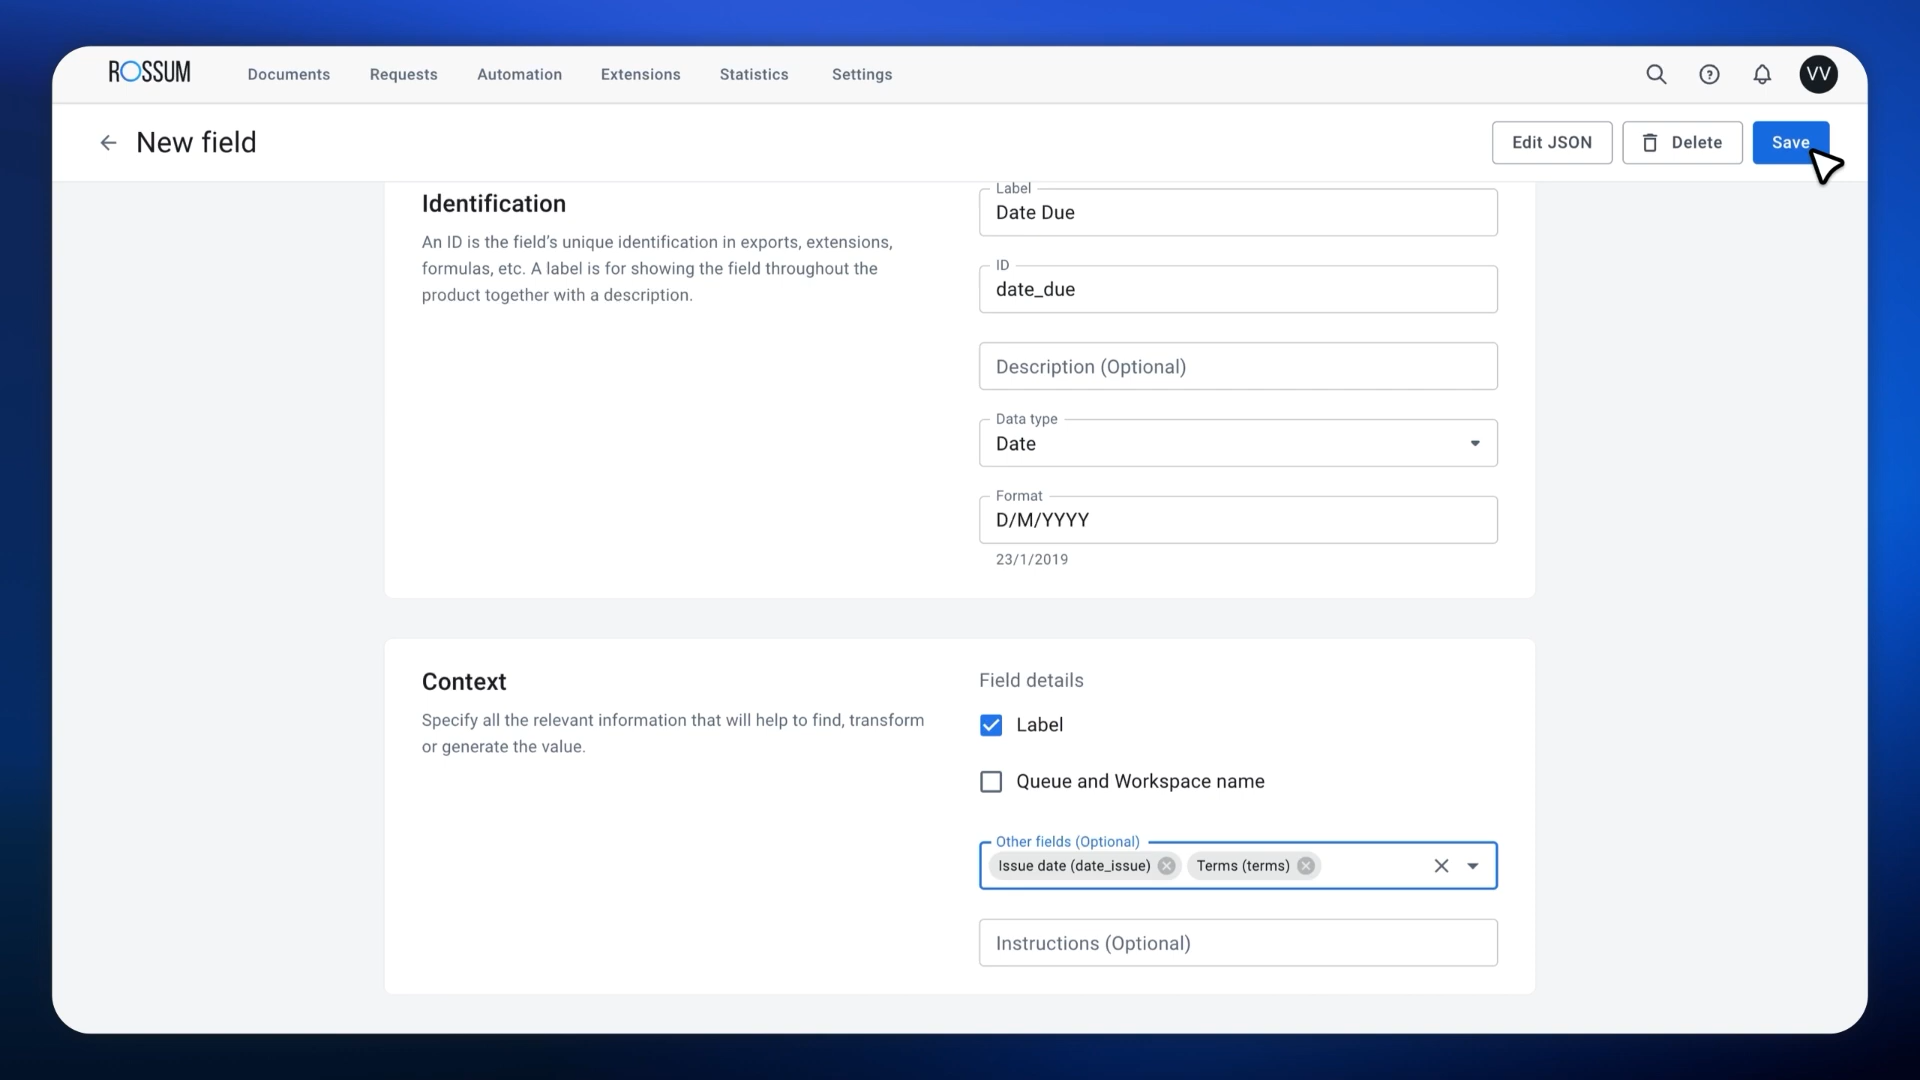 ROSSUM
Documents
Requests
Automation
Extensions
Statistics
Settings
VV
New field
Edit JSON
Delete
Save
Identification
An ID is the field’s unique identification in exports, extensions,
formulas, etc. A label is for showing the field throughout the
product together with a description.
Label
Date Due
ID
date_due
Description (Optional)
Data type
Date
Format
D/M/YYYY
23/1/2019
Context
Specify all the relevant information that will help to find, transform
or generate the value.
Field details
Label
Queue and Workspace name
Other fields (Optional)
Issue date (date_issue)
Terms (terms)
Instructions (Optional)